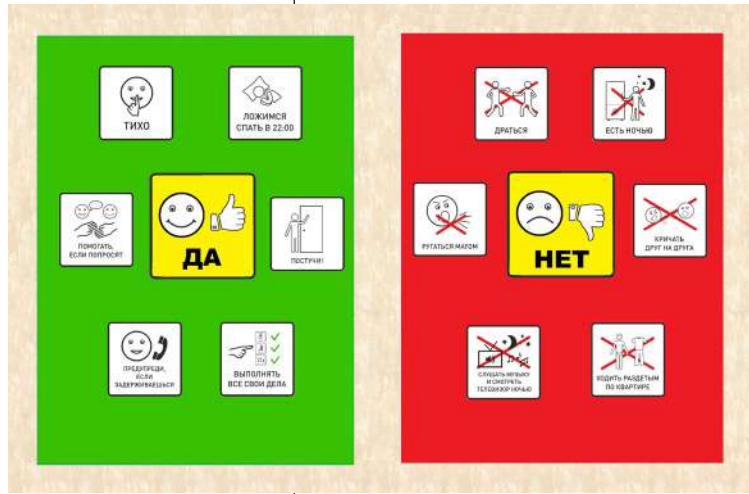 ТИХО
ЛОЖИМСЯ
СПАТЬ В 22:00
ПОМОГАТЬ,
ЕСЛИ ПОПРОСЯТ
ДА
ПОСТУЧИ!
ПРЕДУПРЕДИ,
ЕСЛИ
ЗАДЕРЖИВАЕШЬСЯ
ВЫПОЛНЯТЬ
ВСЕ СВОИ ДЕЛА
ДРАТЬСЯ
ЕСТЬ НОЧЬЮ
РУГАТЬСЯ МАТОМ
НЕТ
КРИЧАТЬ
ДРУГ НА ДРУГА
СЛУШАТЬ МУЗЫКУ
И СМОТРЕТЬ
ТЕЛЕВИЗОР НОЧЬЮ
ХОДИТЬ РАЗДЕТЫМ
ПО КВАРТИРЕ